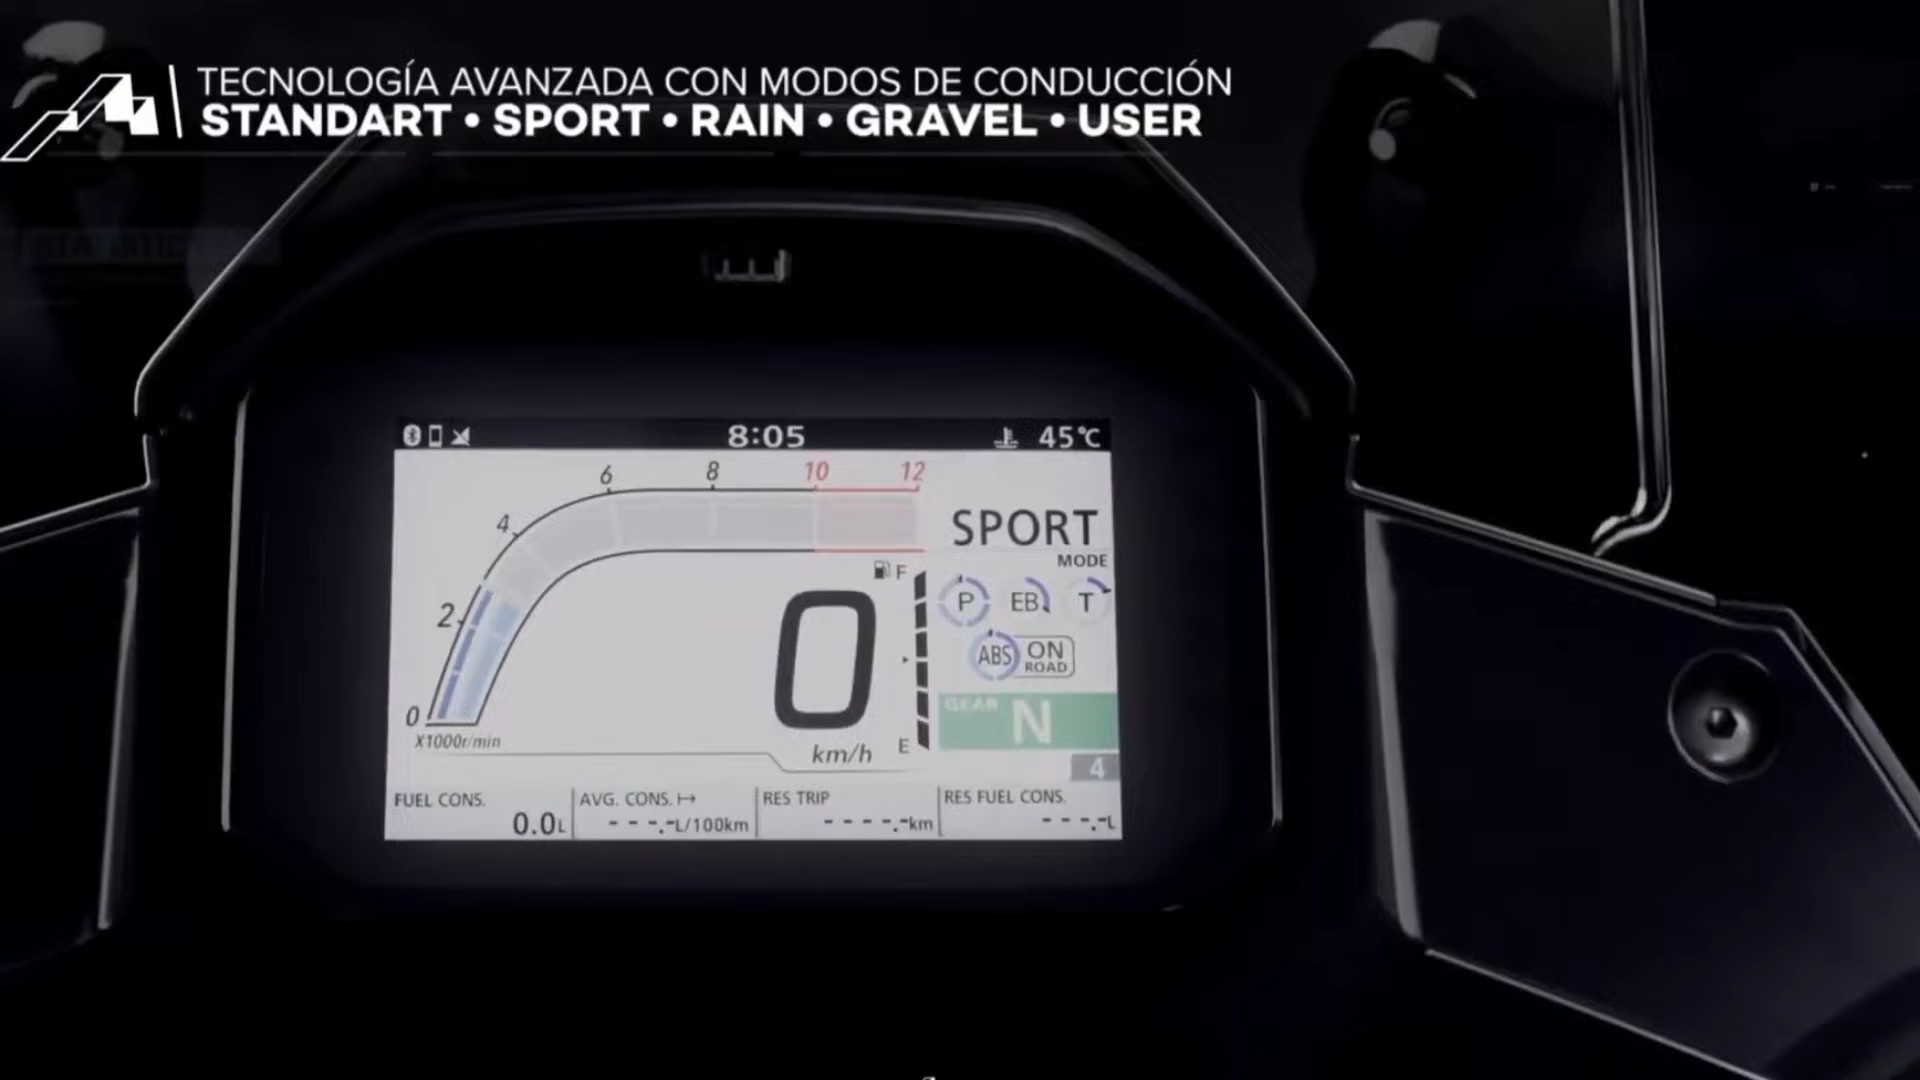 TECNOLOGÍA AVANZADA CON MODOS DE CONDUCCIÓN
STANDART • SPORT • RAIN • GRAVEL • USER
8:05
45°C
0 2 4 6 8 10 12
X1000r/min
SPORT
MODE
P EB T
ABS ON ROAD
F
E
0
km/h
GEAR N
4
FUEL CONS.
0.0L
AVG. CONS. ↦
---.-L/100km
RES TRIP
----.-km
RES FUEL CONS.
---.-L